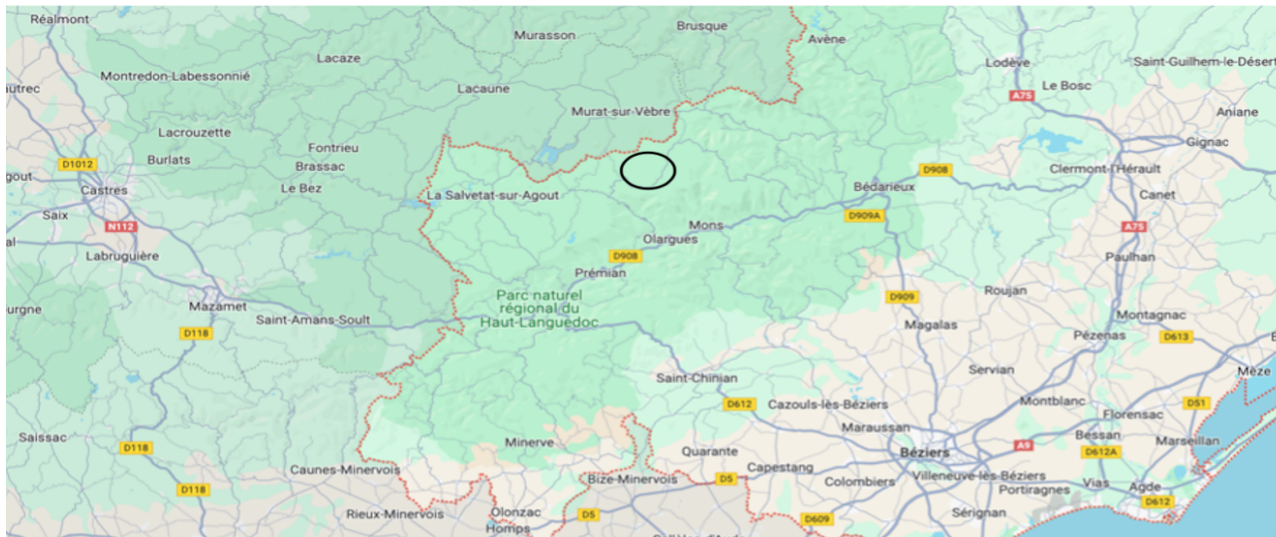 Réalmont
Murasson
Brusque
Avène
Lacaze
Lodève
Saint-Guilhem-le-Désert
Montredon-Labessonnié
autrec
Lacaune
Le Bosc
A75
Murat-sur-Vèbre
Aniane
Lacrouzette
Fontrieu
Gignac
D1012
Burlats
Brassac
D908
Clermont-l'Hérault
gout
Castres
Le Bez
La Salvetat-sur-Agout
Bédarieux
Canet
Saix
N112
D909A
Mons
A75
al
Labruguière
Olargues
D908
Paulhan
Prémian
Mazamet
Saint-Amans-Soult
Parc naturel
régional du
Haut-Languedoc
D909
Roujan
urgne
D118
Magalas
Montagnac
Pézenas
D613
Servian
Mèze
Saint-Chinian
D612
Cazouls-lès-Béziers
Montblanc
D51
Florensac
Saissac
D118
Minerve
Maraussan
Bessan
Marseillan
Quarante
Béziers
A9
D612A
Caunes-Minervois
Capestang
Villeneuve-lès-Béziers
D118
Bize-Minervois
D5
Colombiers
Portiragnes
Vias
Agde
D612
Rieux-Minervois
Olonzac
Homps
D5
D609
Sérignan